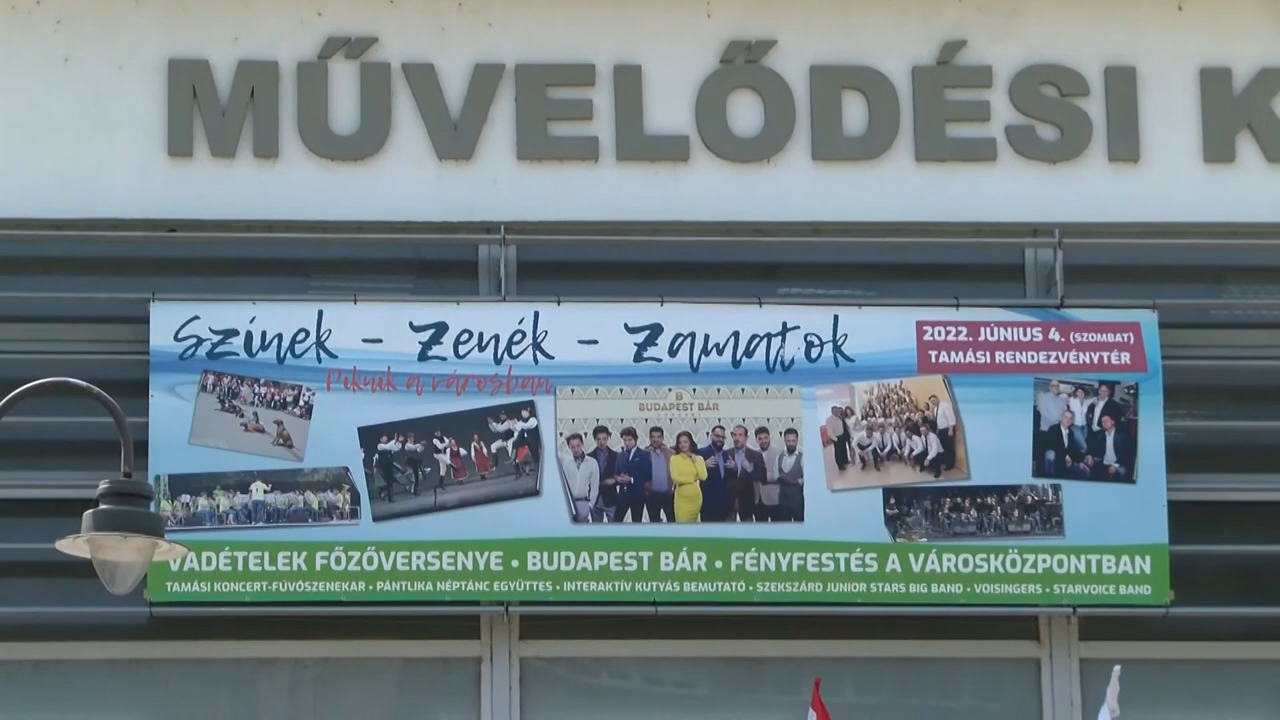 MŰVELŐDÉSI K
Színek - Zenék - Zamatok
Piknik a városban
2022. JÚNIUS 4. (SZOMBAT)
TAMÁSI RENDEZVÉNYTÉR
B
BUDAPEST BÁR
VADÉTELEK FŐZŐVERSENYE • BUDAPEST BÁR • FÉNYFESTÉS A VÁROSKÖZPONTBAN
TAMÁSI KONCERT-FÚVÓSZENEKAR • PÁNTLIKA NÉPTÁNC EGYÜTTES • INTERAKTÍV KUTYÁS BEMUTATÓ • SZEKSZÁRD JUNIOR STARS BIG BAND • VOISINGERS • STARVOICE BAND